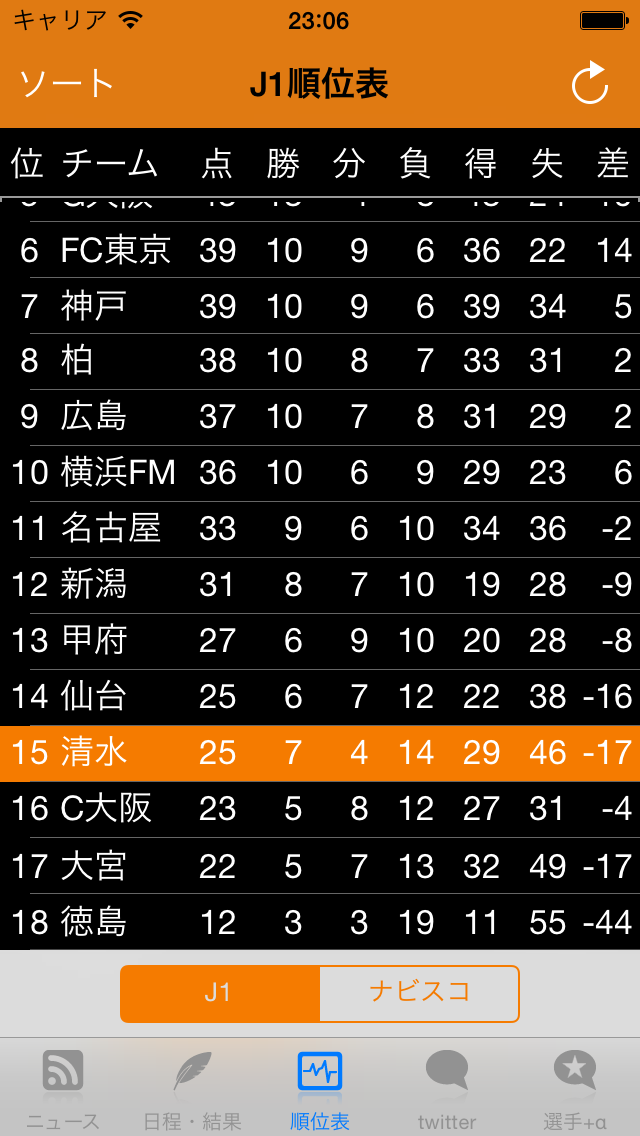 キャリア 23:06
ソート J1順位表
位 チーム 点 勝 分 負 得 失 差
6 FC東京 39 10 9 6 36 22 14
7 神戸 39 10 9 6 39 34 5
8 柏 38 10 8 7 33 31 2
9 広島 37 10 7 8 31 29 2
10 横浜FM 36 10 6 9 29 23 6
11 名古屋 33 9 6 10 34 36 -2
12 新潟 31 8 7 10 19 28 -9
13 甲府 27 6 9 10 20 28 -8
14 仙台 25 6 7 12 22 38 -16
15 清水 25 7 4 14 29 46 -17
16 C大阪 23 5 8 12 27 31 -4
17 大宮 22 5 7 13 32 49 -17
18 徳島 12 3 3 19 11 55 -44
J1 ナビスコ
ニュース 日程・結果 順位表 twitter 選手+α